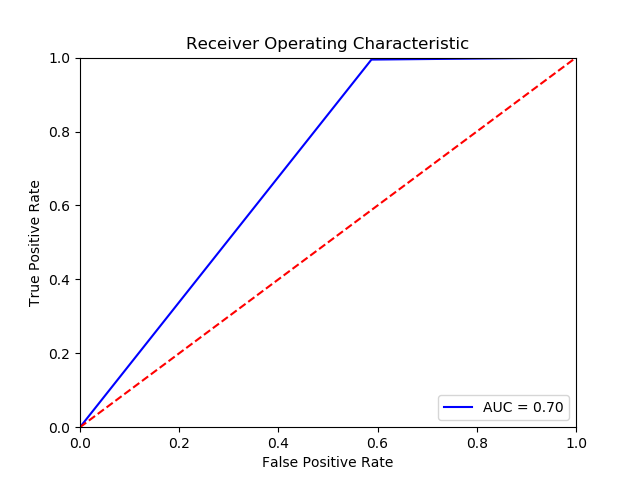 Receiver Operating Characteristic
1.0
0.8
0.6
0.4
0.2
0.0
True Positive Rate
AUC = 0.70
0.0 0.2 0.4 0.6 0.8 1.0
False Positive Rate